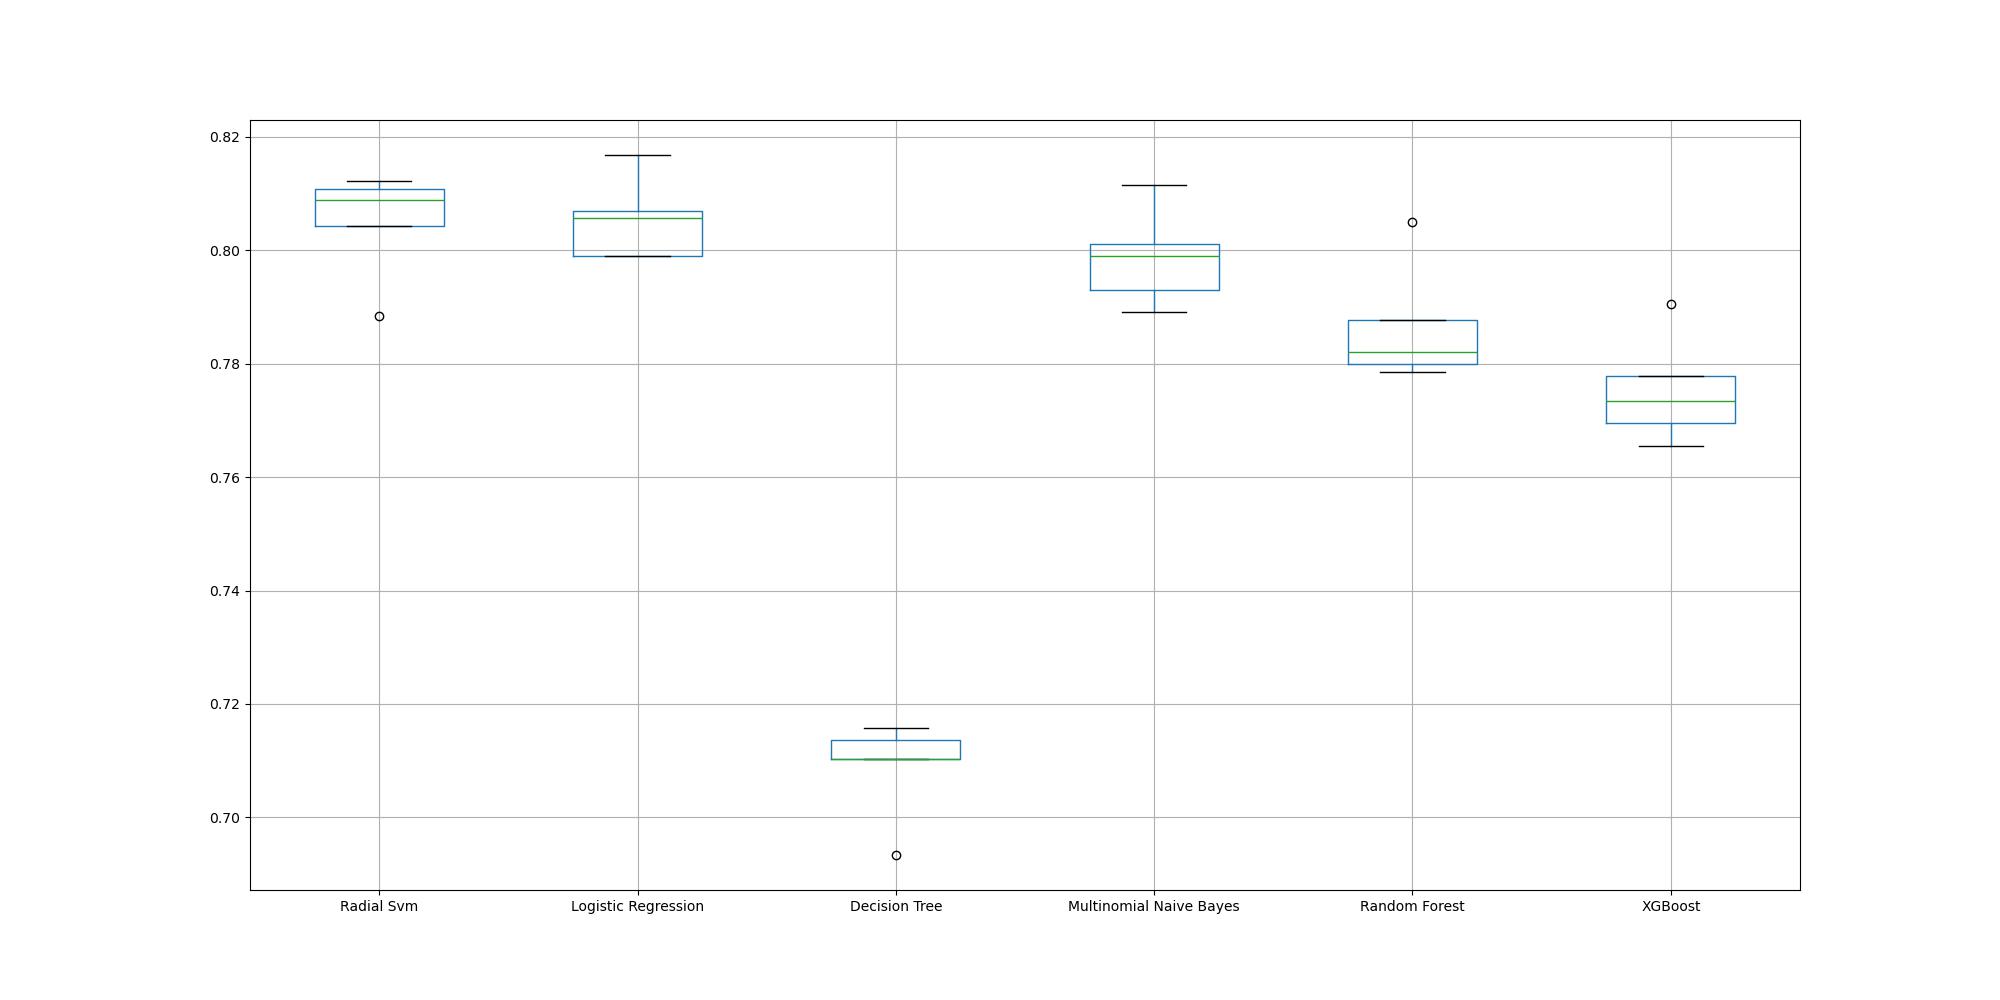 0.82
0.80
0.78
0.76
0.74
0.72
0.70
Radial Svm
Logistic Regression
Decision Tree
Multinomial Naive Bayes
Random Forest
XGBoost